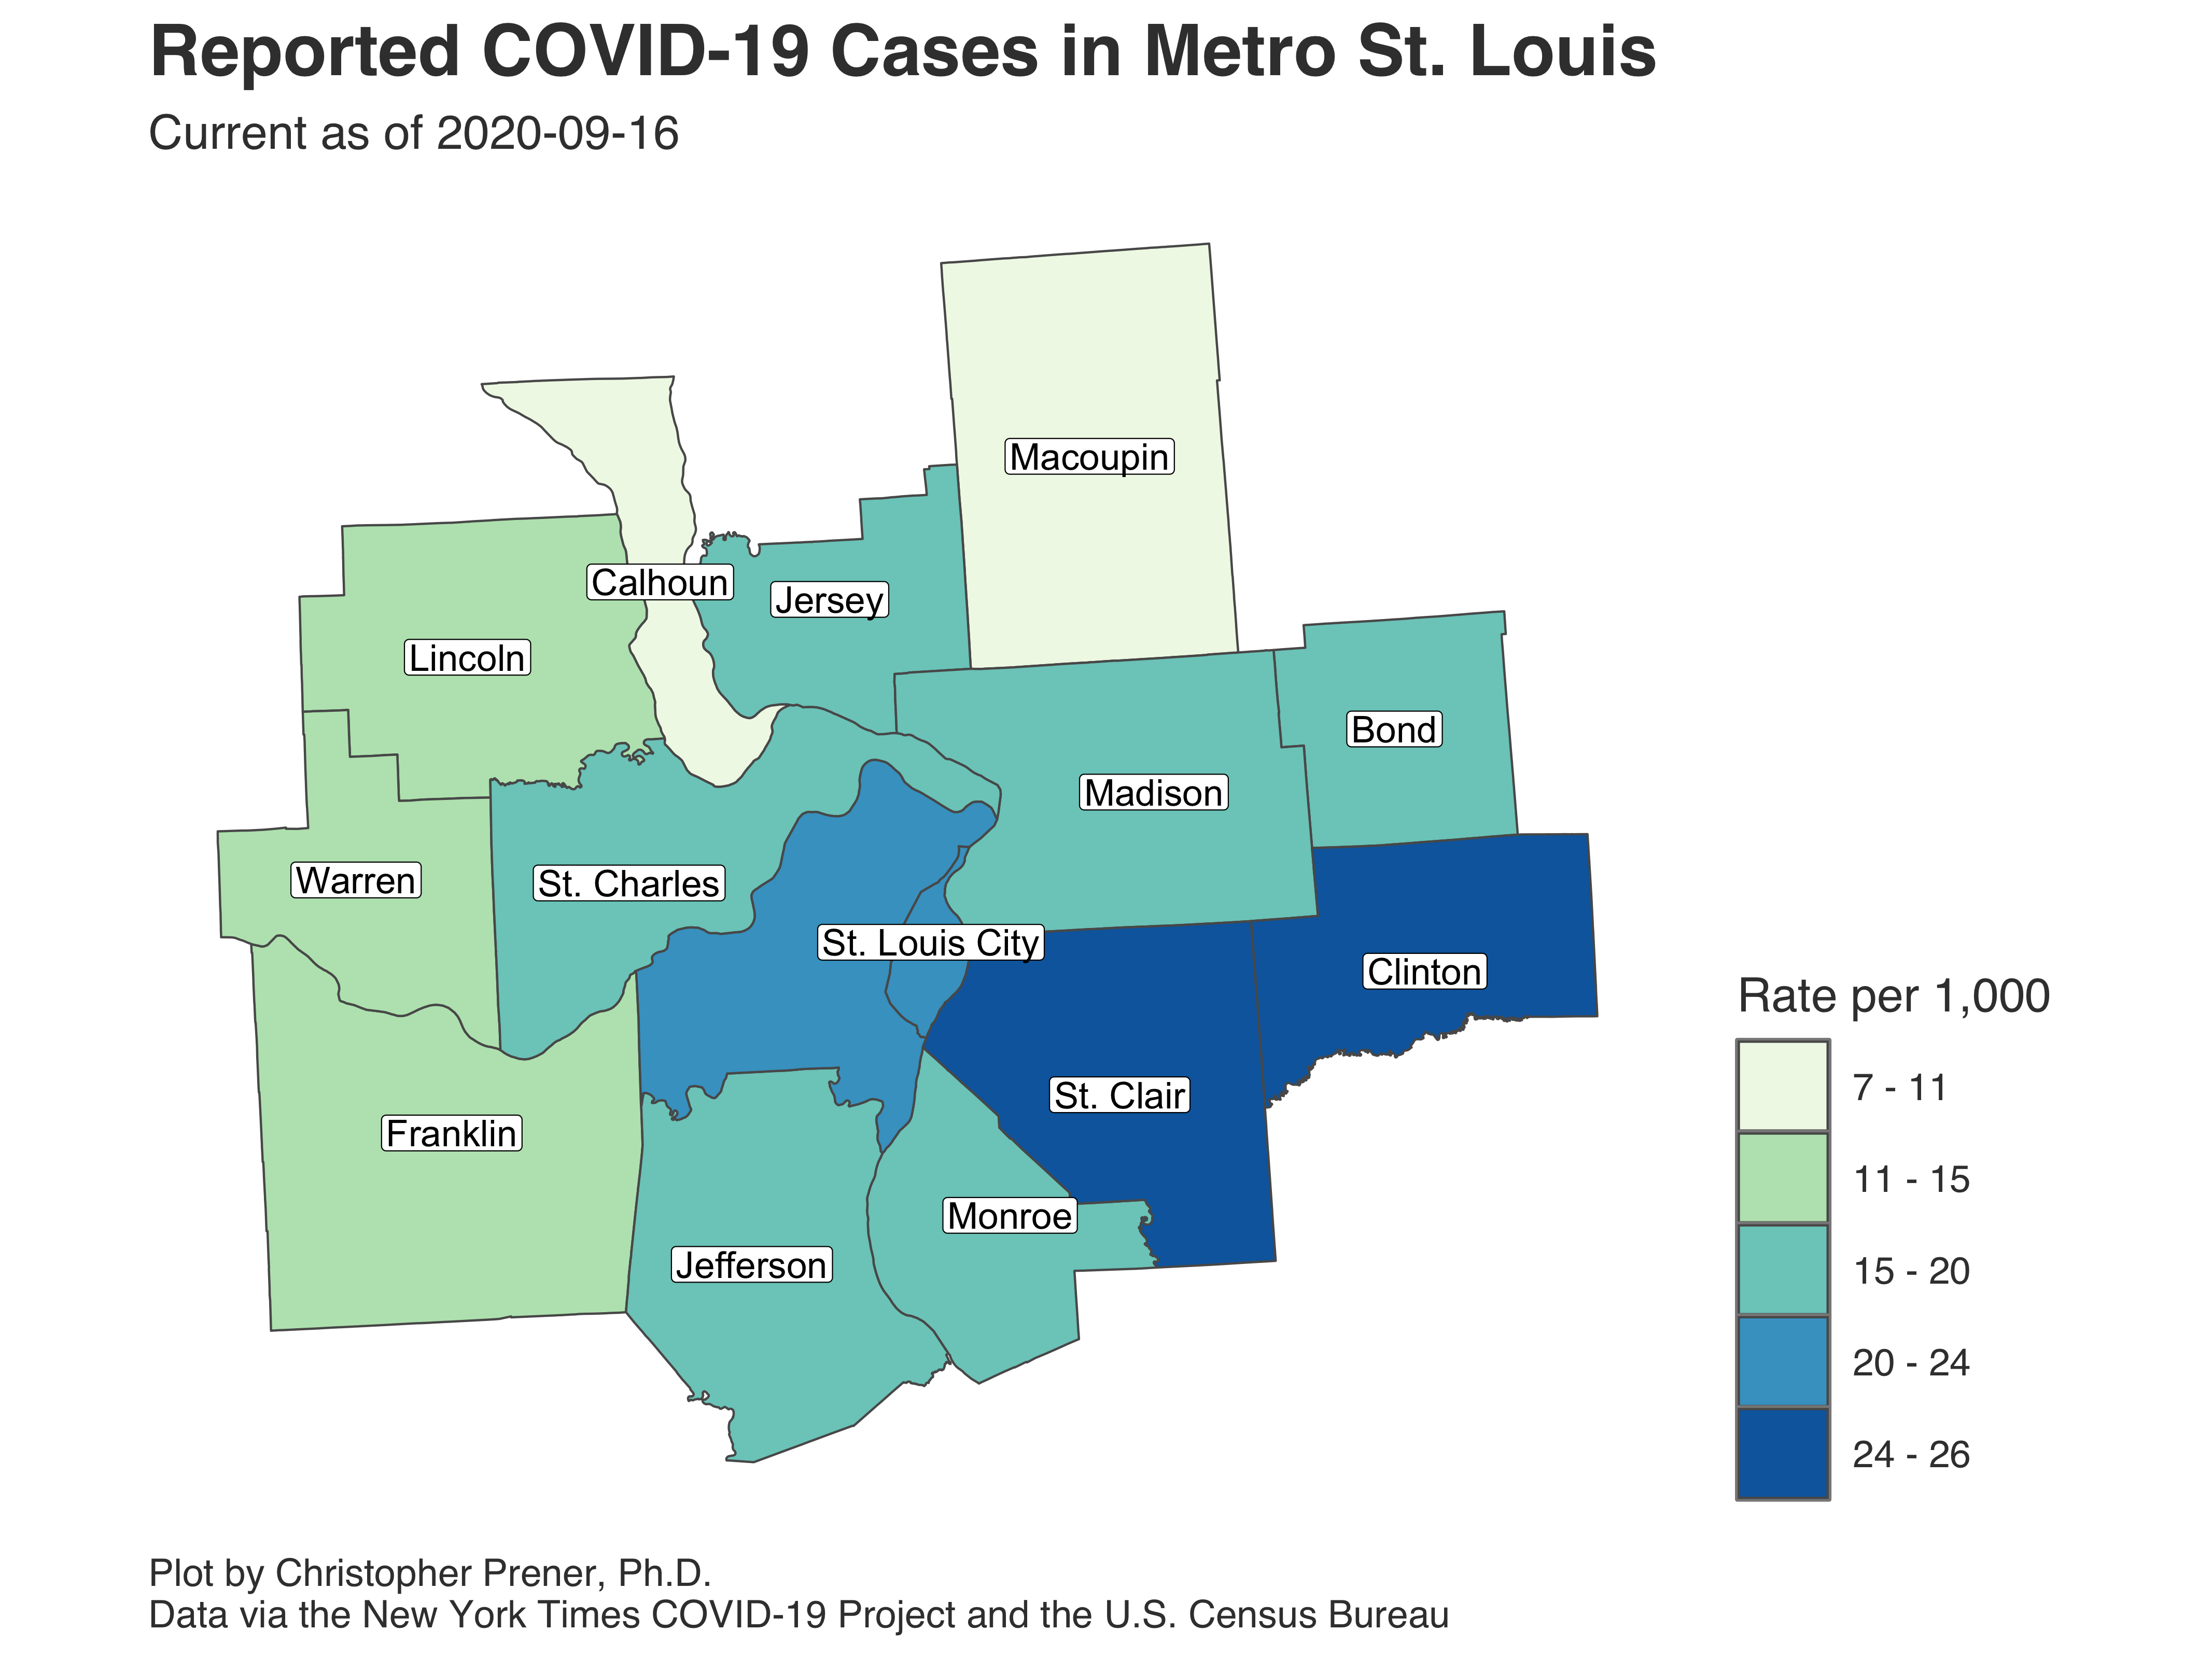 Reported COVID-19 Cases in Metro St. Louis
Current as of 2020-09-16
Macoupin
Calhoun
Jersey
Lincoln
Bond
Madison
Warren
St. Charles
St. Louis City
Clinton
St. Clair
Franklin
Monroe
Jefferson
Rate per 1,000
7 - 11
11 - 15
15 - 20
20 - 24
24 - 26
Plot by Christopher Prener, Ph.D.
Data via the New York Times COVID-19 Project and the U.S. Census Bureau